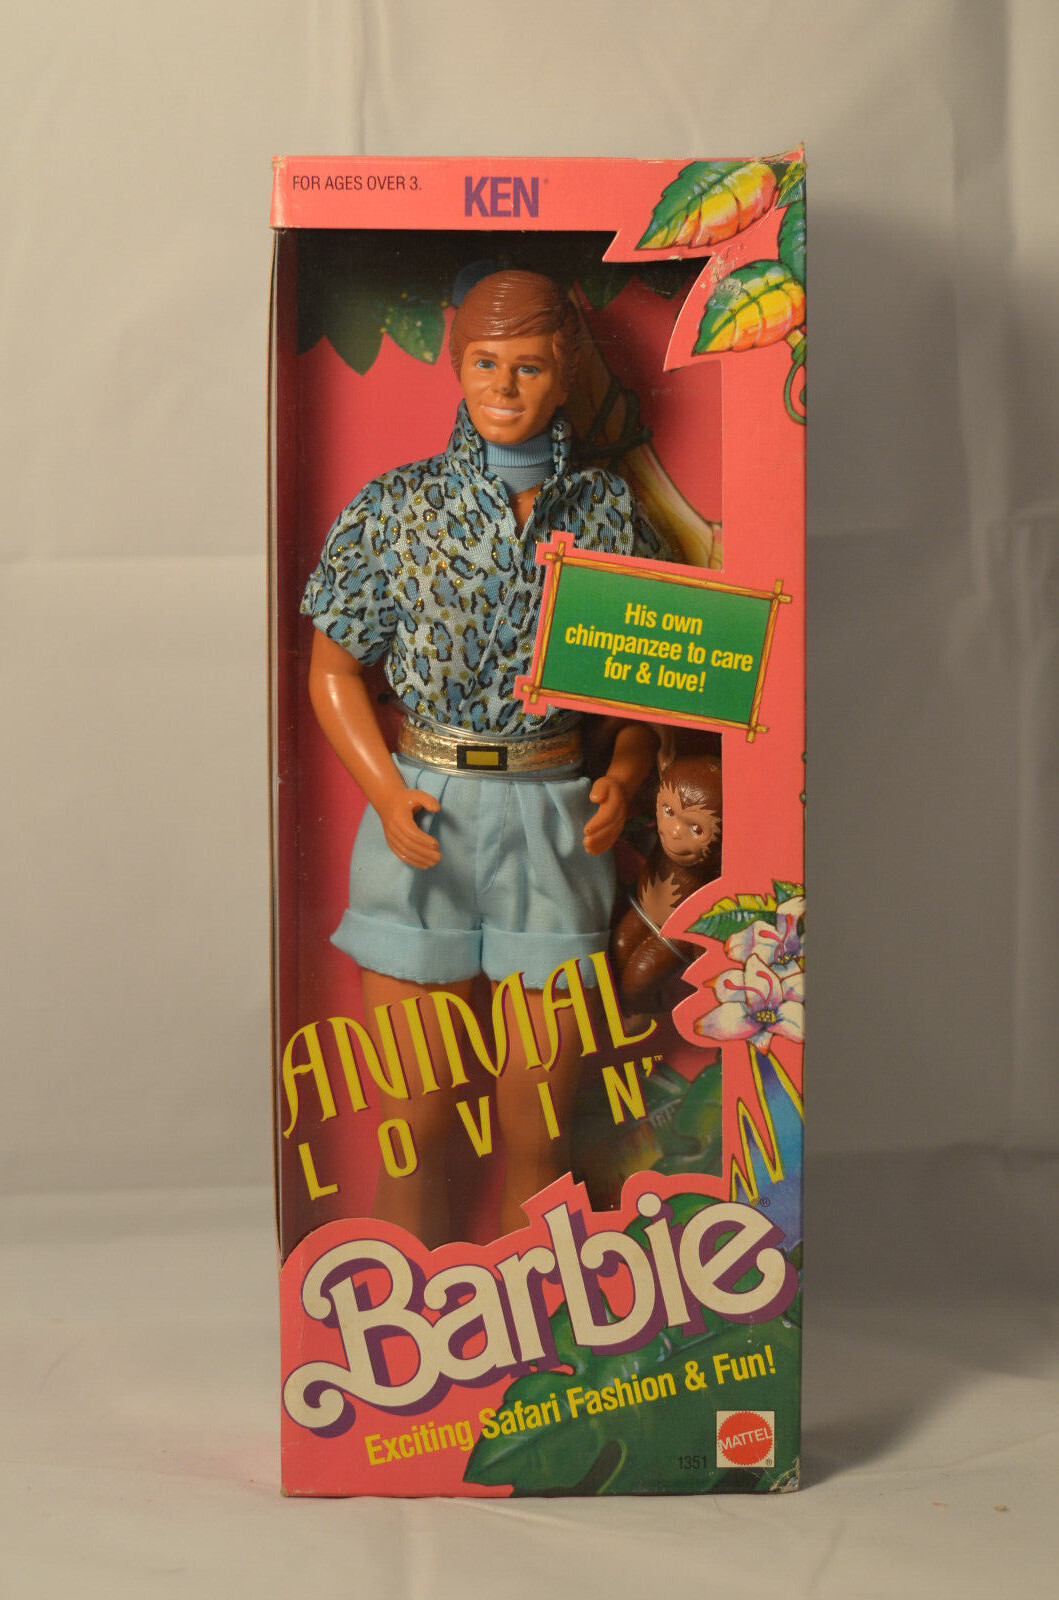 FOR AGES OVER 3.
KEN®
His own
chimpanzee to care
for & love!
ANIMAL
LOVIN'™
Barbie®
Exciting Safari Fashion & Fun!
1351
MATTEL®